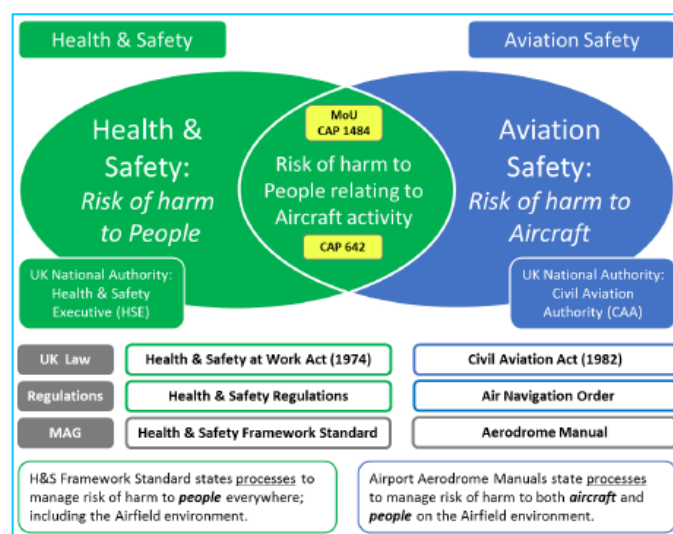 Health & Safety
Aviation Safety
Health &
Safety:
Risk of harm
to People
MoU
CAP 1484
Risk of harm to
People relating to
Aircraft activity
CAP 642
Aviation
Safety:
Risk of harm to
Aircraft
UK National Authority:
Health & Safety
Executive (HSE)
UK National Authority:
Civil Aviation
Authority (CAA)
UK Law
Health & Safety at Work Act (1974)
Civil Aviation Act (1982)
Regulations
Health & Safety Regulations
Air Navigation Order
MAG
Health & Safety Framework Standard
Aerodrome Manual
H&S Framework Standard states processes to
manage risk of harm to people everywhere;
including the Airfield environment.
Airport Aerodrome Manuals state processes
to manage risk of harm to both aircraft and
people on the Airfield environment.